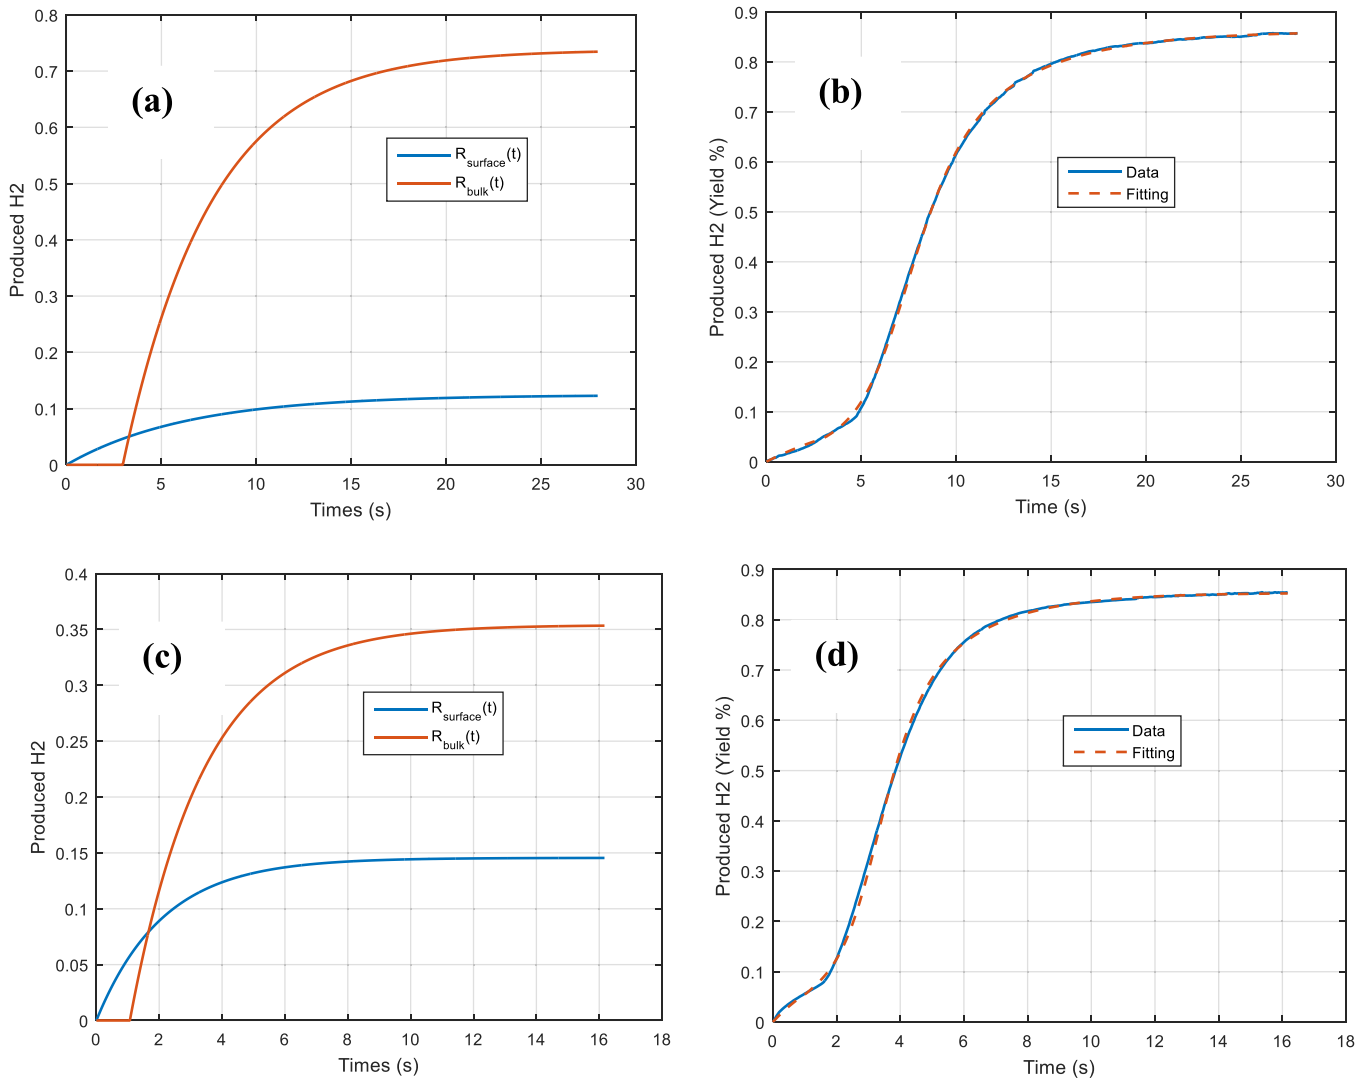 0.8
0.7
0.6
0.5
0.4
0.3
0.2
0.1
0
Produced H2
(a)
R_surface(t)
R_bulk(t)
0 5 10 15 20 25 30
Times (s)
0.9
0.8
0.7
0.6
0.5
0.4
0.3
0.2
0.1
0
Produced H2 (Yield %)
(b)
Data
Fitting
0 5 10 15 20 25 30
Time (s)
0.4
0.35
0.3
0.25
0.2
0.15
0.1
0.05
0
Produced H2
(c)
R_surface(t)
R_bulk(t)
0 2 4 6 8 10 12 14 16 18
Times (s)
0.9
0.8
0.7
0.6
0.5
0.4
0.3
0.2
0.1
0
Produced H2 (Yield %)
(d)
Data
Fitting
0 2 4 6 8 10 12 14 16 18
Time (s)